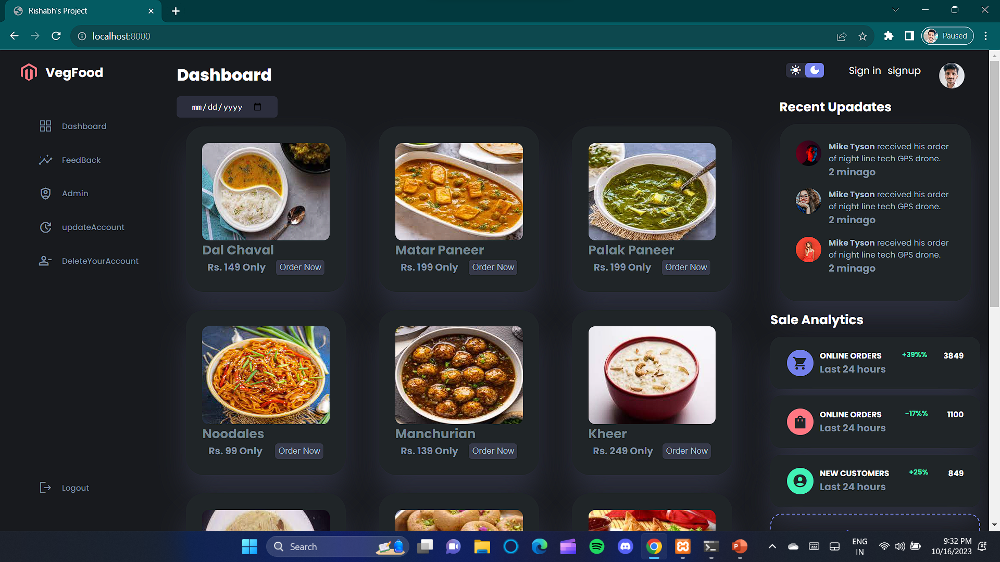 Rishabh's Project
localhost:8000
Paused
VegFood
Dashboard
Sign in signup
mm/dd/yyyy
Dashboard
FeedBack
Admin
updateAccount
DeleteYourAccount
Logout
Dal Chaval
Rs. 149 Only Order Now
Matar Paneer
Rs. 199 Only Order Now
Palak Paneer
Rs. 199 Only Order Now
Noodales
Rs. 99 Only Order Now
Manchurian
Rs. 139 Only Order Now
Kheer
Rs. 249 Only Order Now
Recent Upadates
Mike Tyson received his order
of night line tech GPS drone.
2 minago
Mike Tyson received his order
of night line tech GPS drone.
2 minago
Mike Tyson received his order
of night line tech GPS drone.
2 minago
Sale Analytics
ONLINE ORDERS +39%% 3849
Last 24 hours
ONLINE ORDERS -17%% 1100
Last 24 hours
NEW CUSTOMERS +25% 849
Last 24 hours
Search
ENG
IN
9:32 PM
10/16/2023